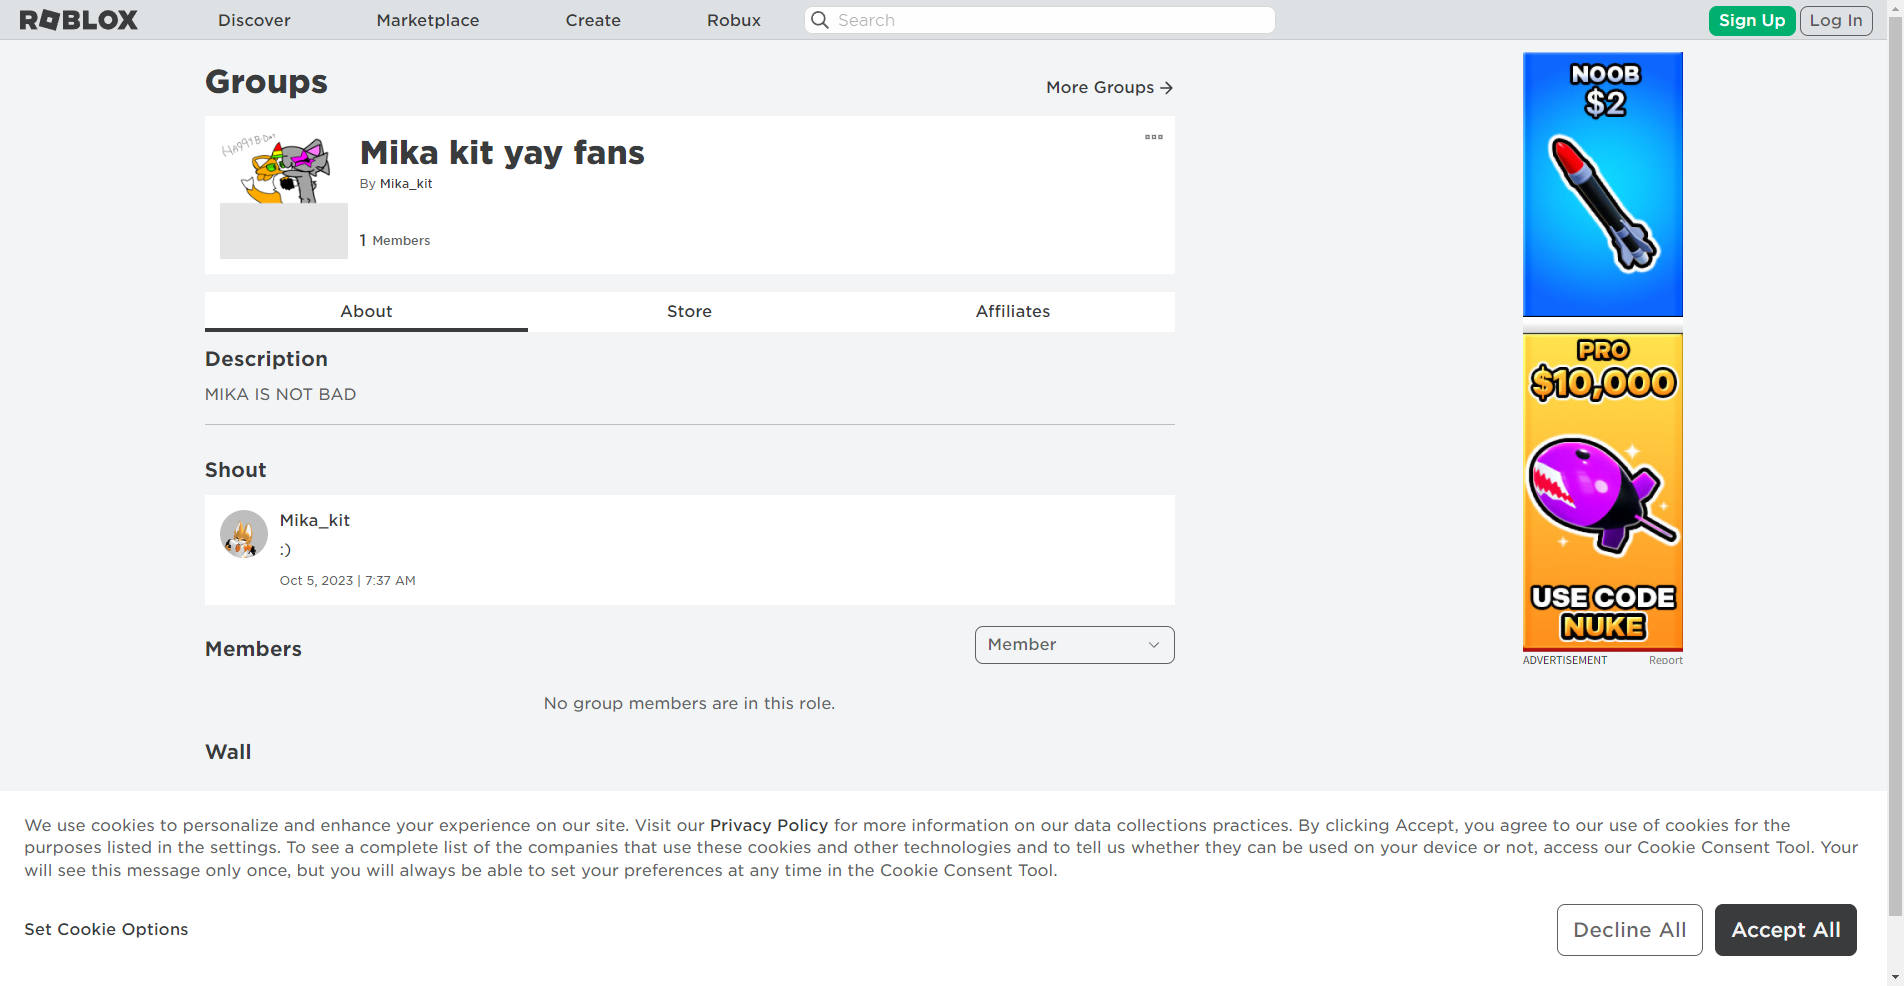 ROBLOX
Discover
Marketplace
Create
Robux
Search
Sign Up
Log In
Groups
More Groups
HAPPY B-DAY
Mika kit yay fans
By Mika_kit
1 Members
About
Store
Affiliates
Description
MIKA IS NOT BAD
Shout
Mika_kit
:)
Oct 5, 2023 | 7:37 AM
Members
Member
No group members are in this role.
Wall
NOOB
$2
PRO
$10,000
USE CODE
NUKE
ADVERTISEMENT
Report
We use cookies to personalize and enhance your experience on our site. Visit our Privacy Policy for more information on our data collections practices. By clicking Accept, you agree to our use of cookies for the
purposes listed in the settings. To see a complete list of the companies that use these cookies and other technologies and to tell us whether they can be used on your device or not, access our Cookie Consent Tool. Your
will see this message only once, but you will always be able to set your preferences at any time in the Cookie Consent Tool.
Set Cookie Options
Decline All
Accept All